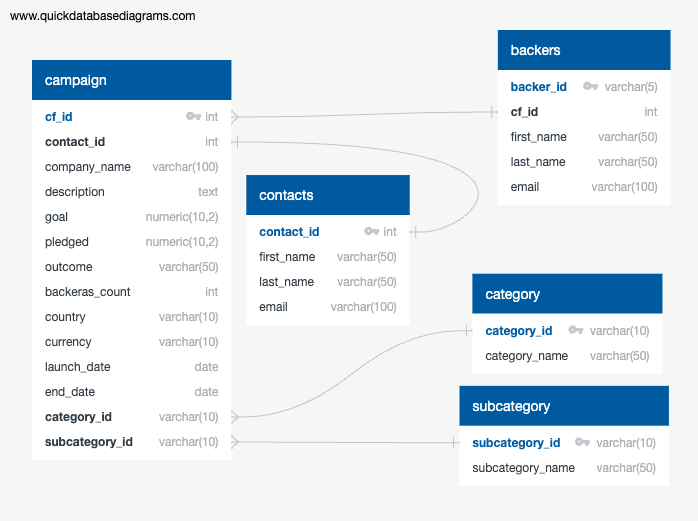 www.quickdatabasediagrams.com
campaign
cf_id int
contact_id int
company_name varchar(100)
description text
goal numeric(10,2)
pledged numeric(10,2)
outcome varchar(50)
backeras_count int
country varchar(10)
currency varchar(10)
launch_date date
end_date date
category_id varchar(10)
subcategory_id varchar(10)
contacts
contact_id int
first_name varchar(50)
last_name varchar(50)
email varchar(100)
backers
backer_id varchar(5)
cf_id int
first_name varchar(50)
last_name varchar(50)
email varchar(100)
category
category_id varchar(10)
category_name varchar(50)
subcategory
subcategory_id varchar(10)
subcategory_name varchar(50)